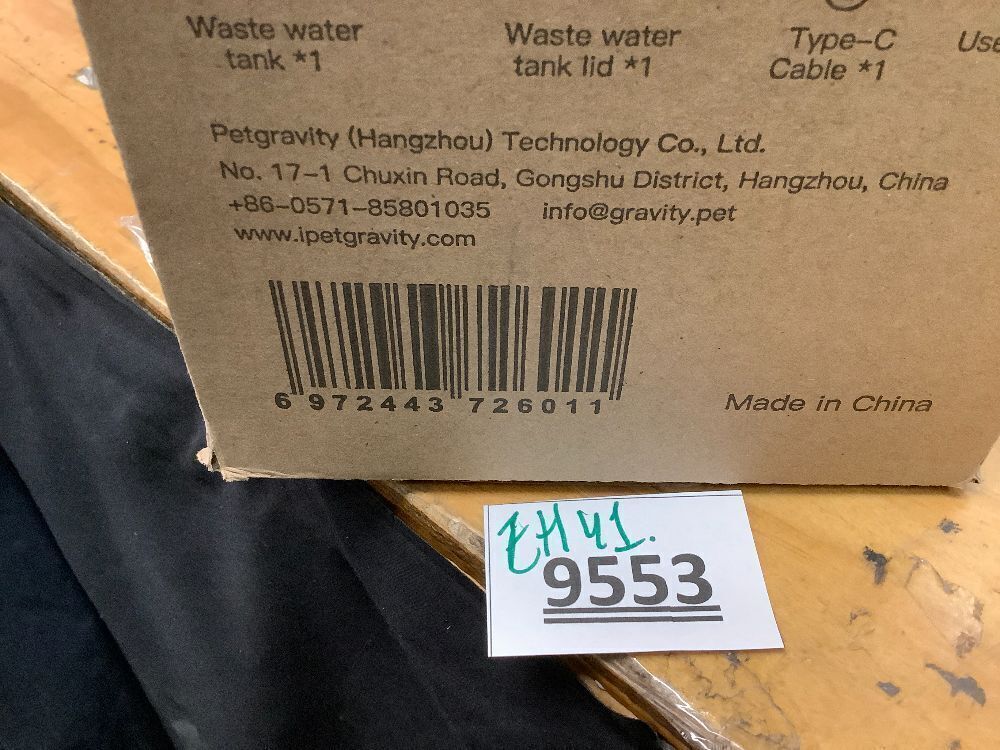 Waste water tank *1
Waste water tank lid *1
Type-C Cable *1
Petgravity (Hangzhou) Technology Co., Ltd.
No. 17-1 Chuxin Road, Gongshu District, Hangzhou, China
+86-0571-85801035 info@gravity.pet
www.ipetgravity.com
6 972443 726011
Made in China
9553